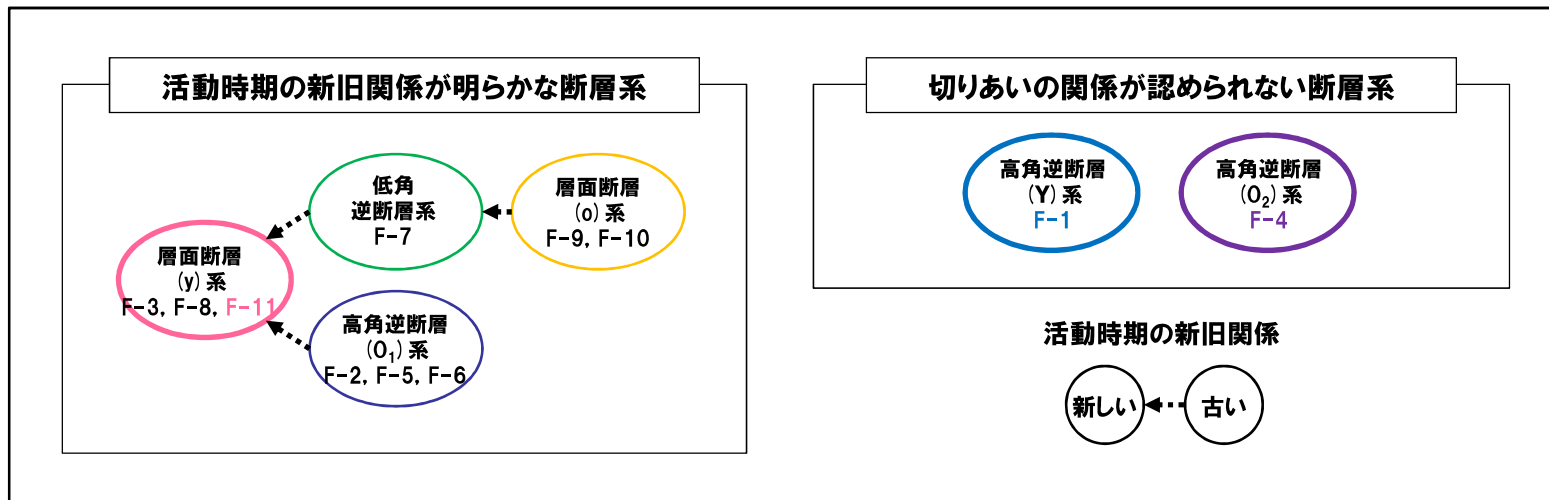 活動時期の新旧関係が明らかな断層系
低角
逆断層系
F-7
層面断層
(o)系
F-9, F-10
層面断層
(y)系
F-3, F-8, F-11
高角逆断層
(O₁)系
F-2, F-5, F-6
切りあいの関係が認められない断層系
高角逆断層
(Y)系
F-1
高角逆断層
(O₂)系
F-4
活動時期の新旧関係
新しい
古い